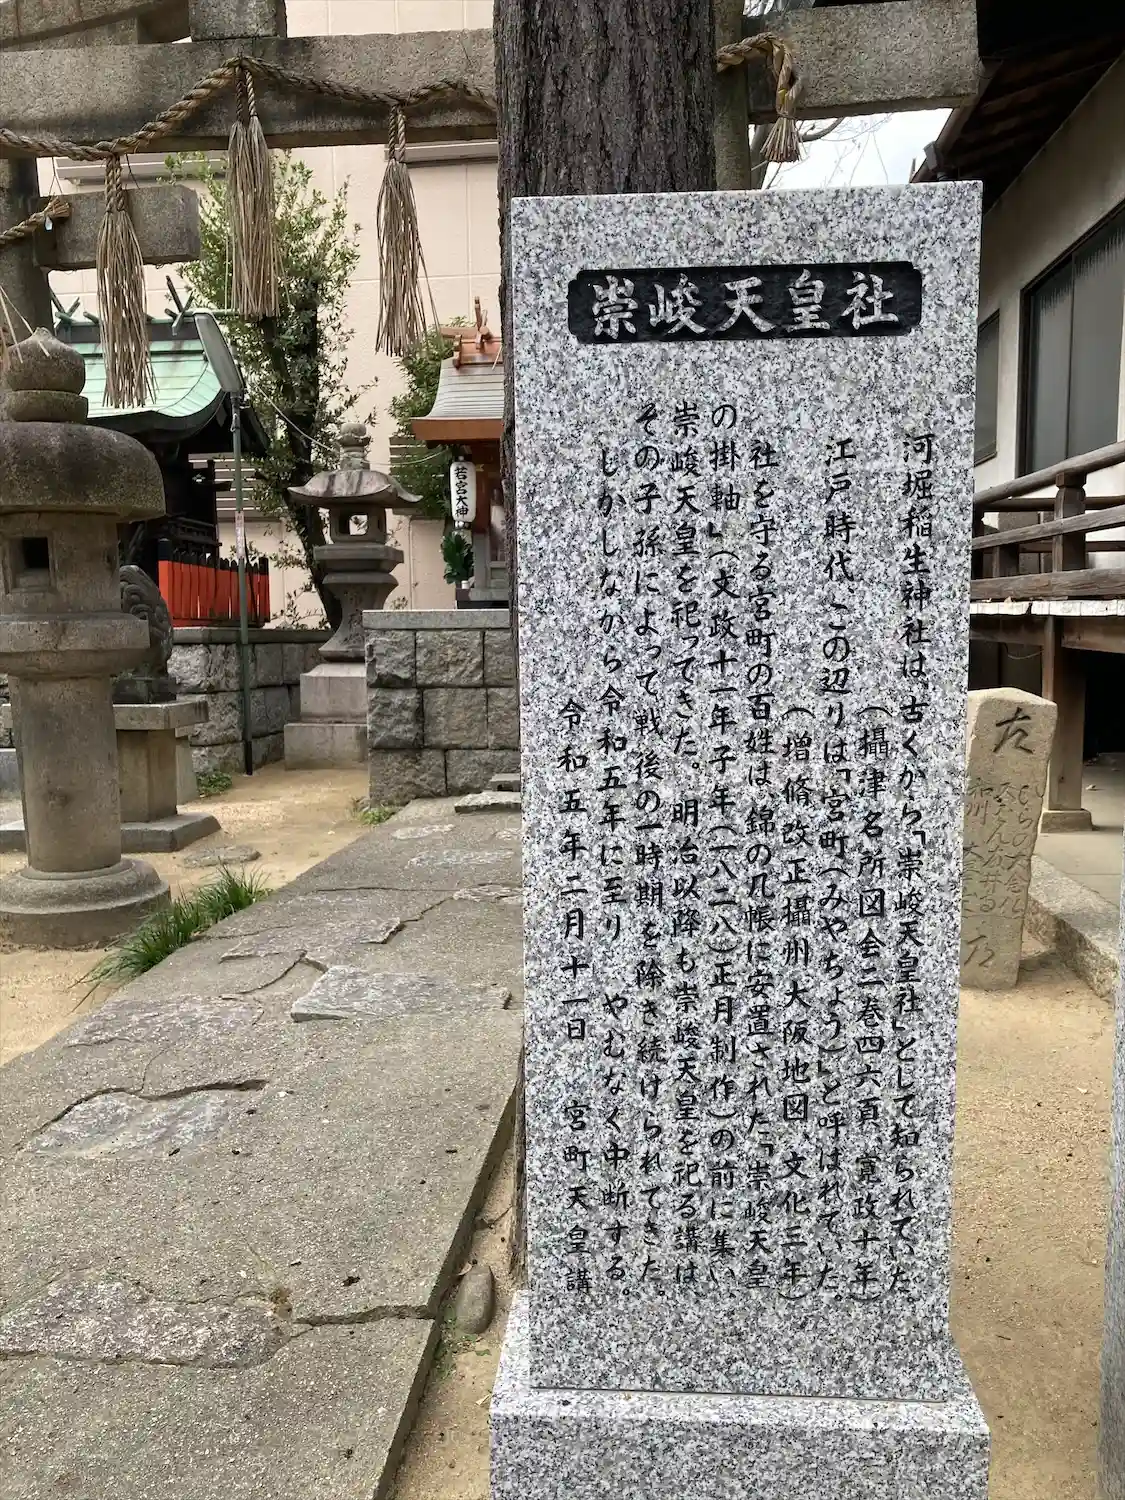 崇峻天皇社
河堀稲生神社は古くから「崇峻天皇社」として知られていた
（攝津名所図会二巻四六頁、寛政十年）
江戸時代、この辺りは「宮町（みやちょう）」と呼ばれていた。
（増脩改正攝州大阪地図、文化三年）
社を守る宮町の百姓は錦の几帳に安置された「崇峻天皇
の掛軸」（文政十一年子年（一八二八）正月制作）の前に集い、
崇峻天皇を祀ってきた。明治以降も崇峻天皇を祀る講は
その子孫によって戦後の一時期を除き続けられてきた。
しかしながら令和五年に至り、やむなく中断する。
令和五年二月十一日　宮町天皇講
若宮大神
左